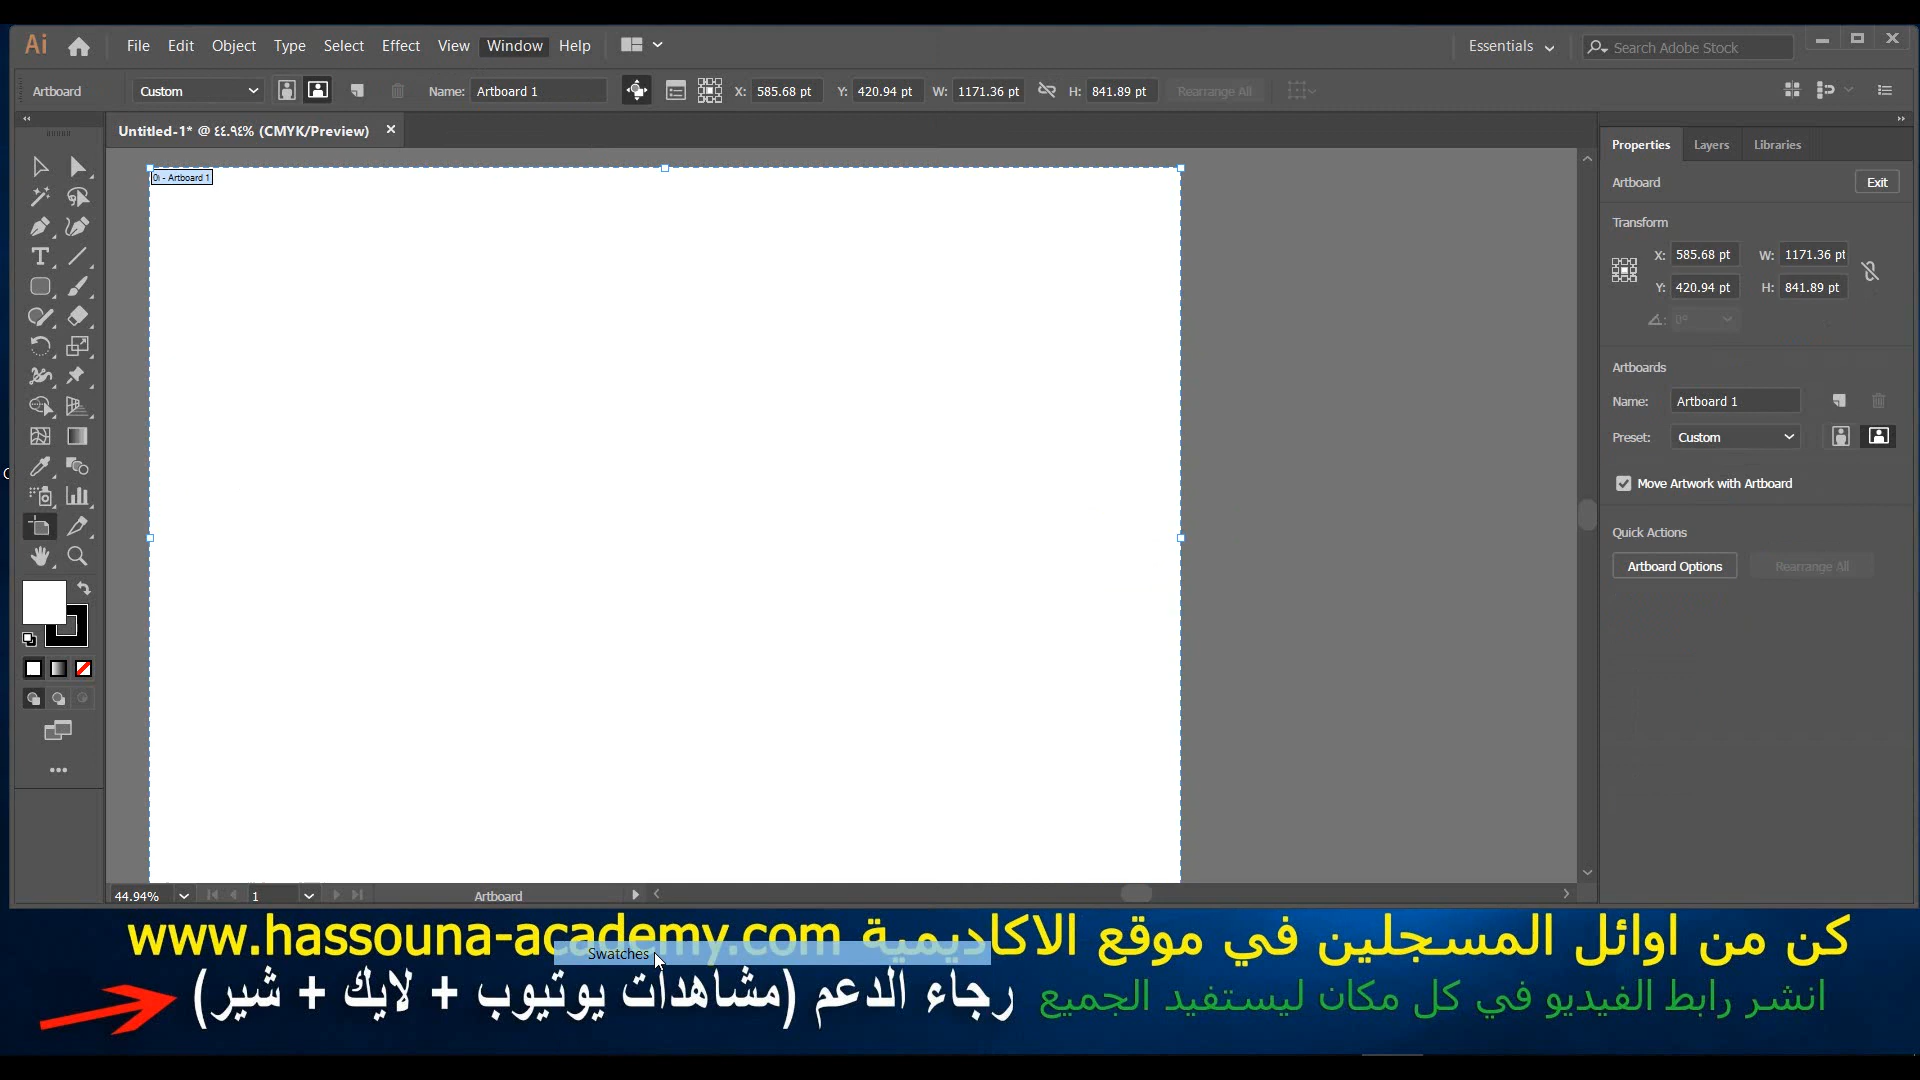 Ai File Edit Object Type Select Effect View Window Help Essentials Search Adobe Stock
Artboard Custom Name: Artboard 1 X: 585.68 pt Y: 420.94 pt W: 1171.36 pt H: 841.89 pt Rearrange All
Untitled-1* @ ٤٤.٩٤% (CMYK/Preview)
Properties Layers Libraries
Artboard Exit
Transform
X: 585.68 pt W: 1171.36 pt
Y: 420.94 pt H: 841.89 pt
0°
Artboards
Name: Artboard 1
Preset: Custom
Move Artwork with Artboard
Quick Actions
Artboard Options Rearrange All
01 - Artboard 1
44.94% 1 Artboard
كن من اوائل المسجلين في موقع الاكاديمية www.hassouna-academy.com
Swatches
انشر رابط الفيديو في كل مكان ليستفيد الجميع رجاء الدعم (مشاهدات يوتيوب + لايك + شير)